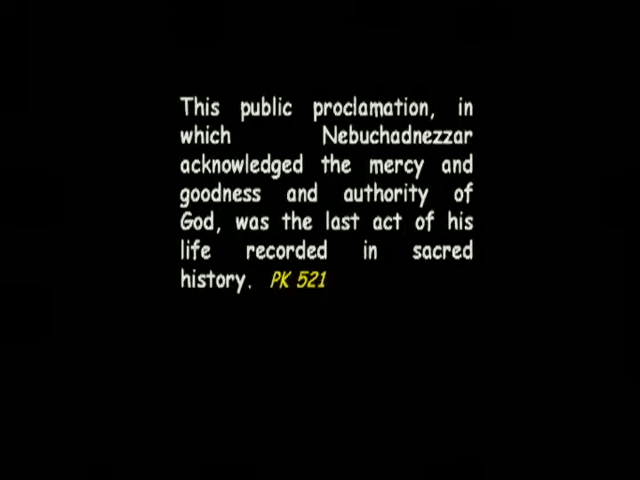 This public proclamation, in
which Nebuchadnezzar
acknowledged the mercy and
goodness and authority of
God, was the last act of his
life recorded in sacred
history. PK 521